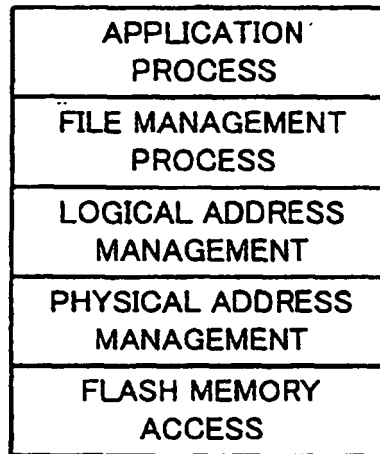 APPLICATION
PROCESS
FILE MANAGEMENT
PROCESS
LOGICAL ADDRESS
MANAGEMENT
PHYSICAL ADDRESS
MANAGEMENT
FLASH MEMORY
ACCESS